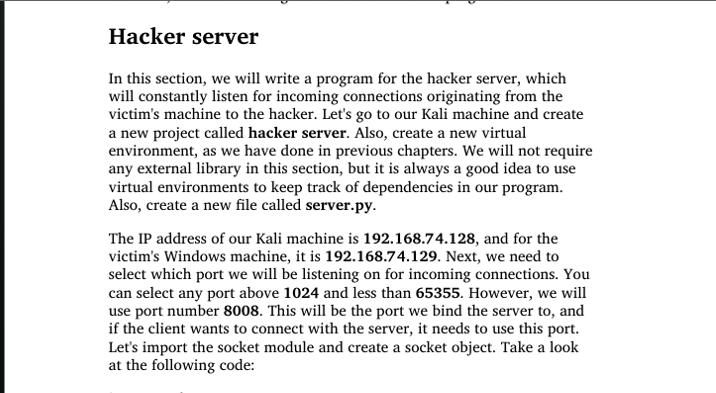 Hacker server
In this section, we will write a program for the hacker server, which
will constantly listen for incoming connections originating from the
victim's machine to the hacker. Let's go to our Kali machine and create
a new project called hacker server. Also, create a new virtual
environment, as we have done in previous chapters. We will not require
any external library in this section, but it is always a good idea to use
virtual environments to keep track of dependencies in our program.
Also, create a new file called server.py.
The IP address of our Kali machine is 192.168.74.128, and for the
victim's Windows machine, it is 192.168.74.129. Next, we need to
select which port we will be listening on for incoming connections. You
can select any port above 1024 and less than 65355. However, we will
use port number 8008. This will be the port we bind the server to, and
if the client wants to connect with the server, it needs to use this port.
Let's import the socket module and create a socket object. Take a look
at the following code: